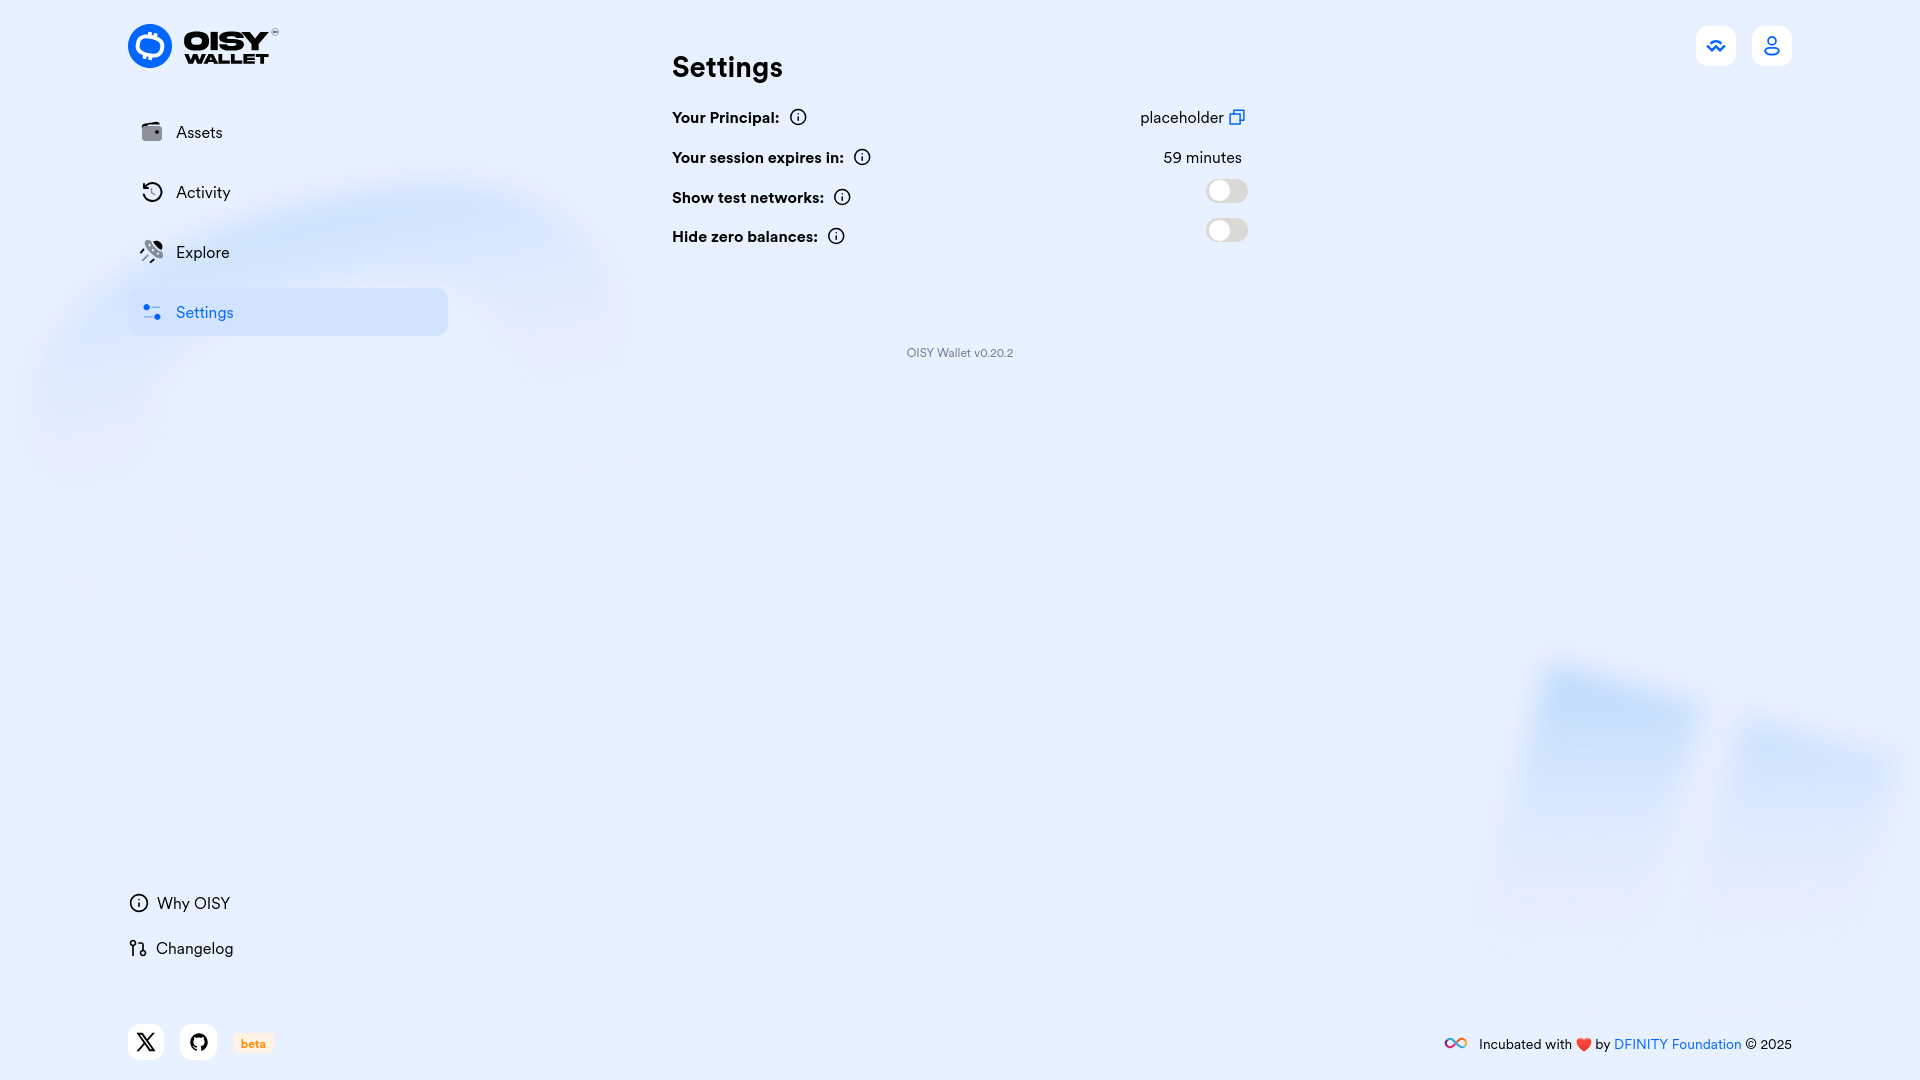 OISY
WALLET
Assets
Activity
Explore
Settings
Settings
Your Principal:
placeholder
Your session expires in:
59 minutes
Show test networks:
Hide zero balances:
OISY Wallet v0.20.2
Why OISY
Changelog
beta
Incubated with ❤️ by DFINITY Foundation © 2025